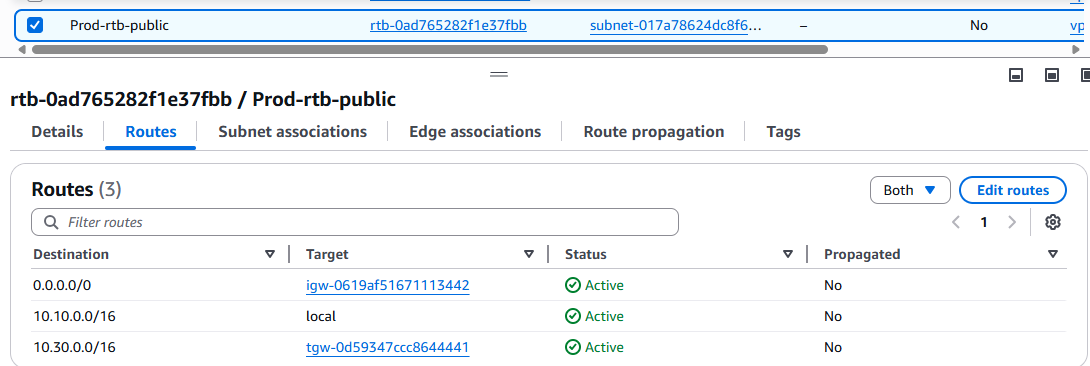 Prod-rtb-public rtb-0ad765282f1e37fbb subnet-017a78624dc8f6... – No vp
rtb-0ad765282f1e37fbb / Prod-rtb-public
Details Routes Subnet associations Edge associations Route propagation Tags
Routes (3) Both Edit routes
Filter routes 1
Destination Target Status Propagated
0.0.0.0/0 igw-0619af51671113442 Active No
10.10.0.0/16 local Active No
10.30.0.0/16 tgw-0d59347ccc8644441 Active No